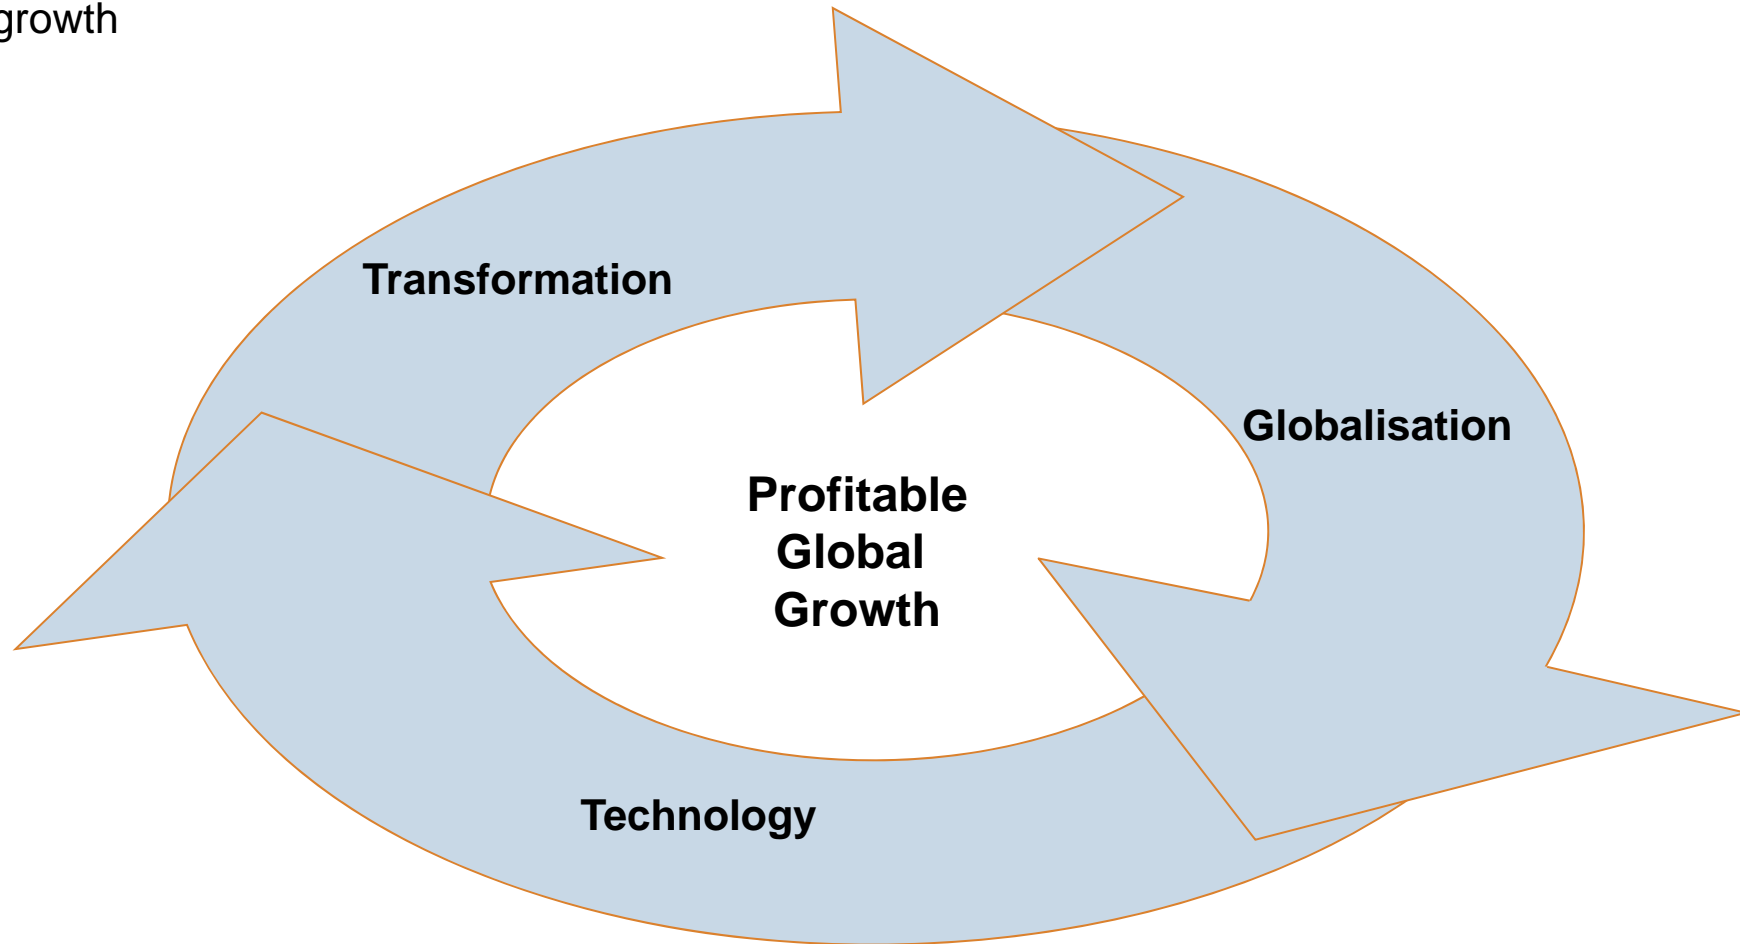 growth
Transformation
Globalisation
Profitable
Global
Growth
Technology